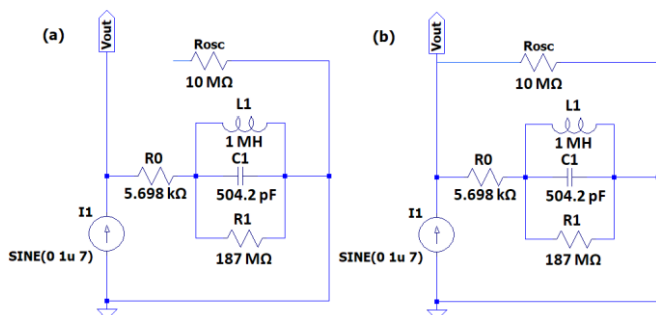 (a)
Vout
Rosc
10 MΩ
L1
1 MH
C1
R0
5.698 kΩ
504.2 pF
I1
R1
SINE(0 1u 7)
187 MΩ
(b)
Vout
Rosc
10 MΩ
L1
1 MH
C1
R0
5.698 kΩ
504.2 pF
I1
R1
SINE(0 1u 7)
187 MΩ